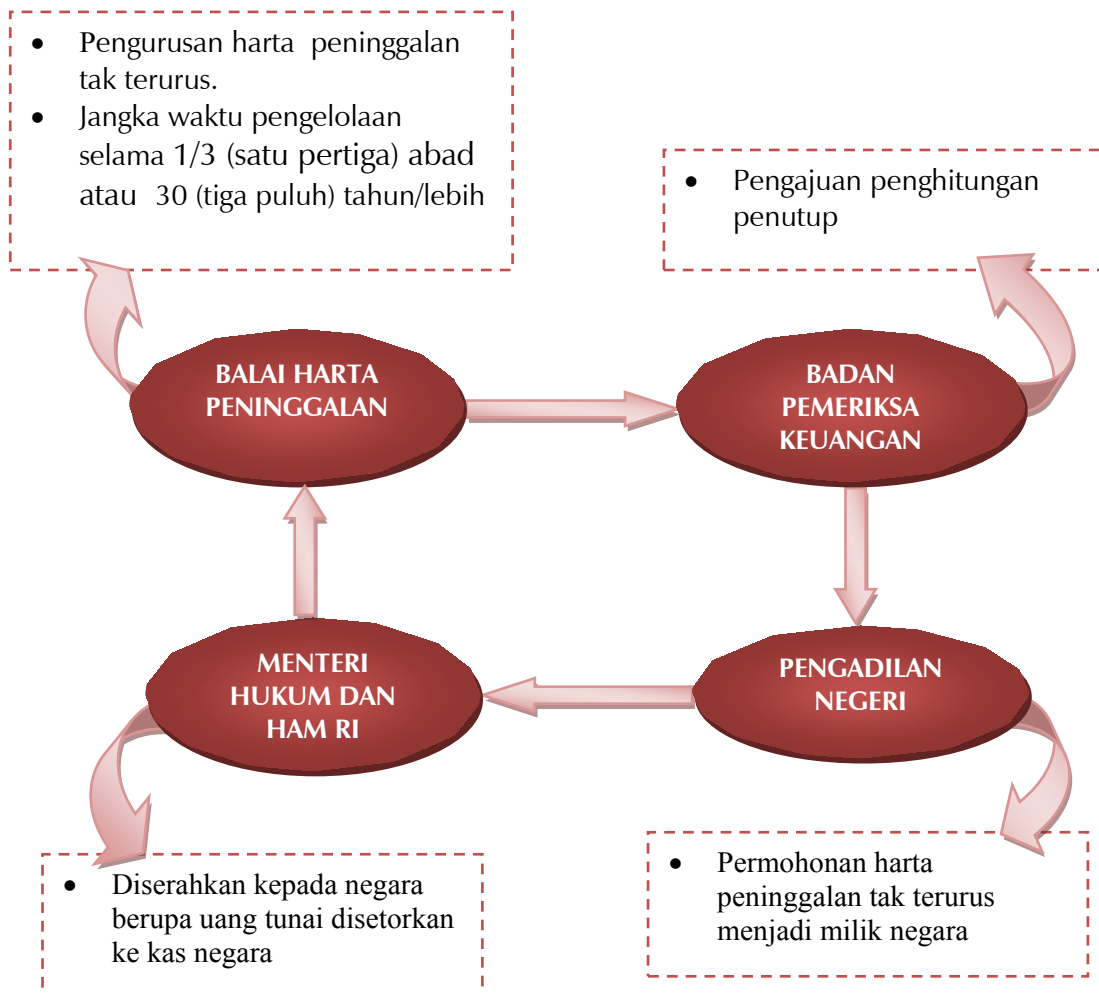 • Pengurusan harta peninggalan
tak terurus.
• Jangka waktu pengelolaan
selama 1/3 (satu pertiga) abad
atau 30 (tiga puluh) tahun/lebih
• Pengajuan penghitungan
penutup
BALAI HARTA
PENINGGALAN
BADAN
PEMERIKSA
KEUANGAN
MENTERI
HUKUM DAN
HAM RI
PENGADILAN
NEGERI
• Diserahkan kepada negara
berupa uang tunai disetorkan
ke kas negara
• Permohonan harta
peninggalan tak terurus
menjadi milik negara